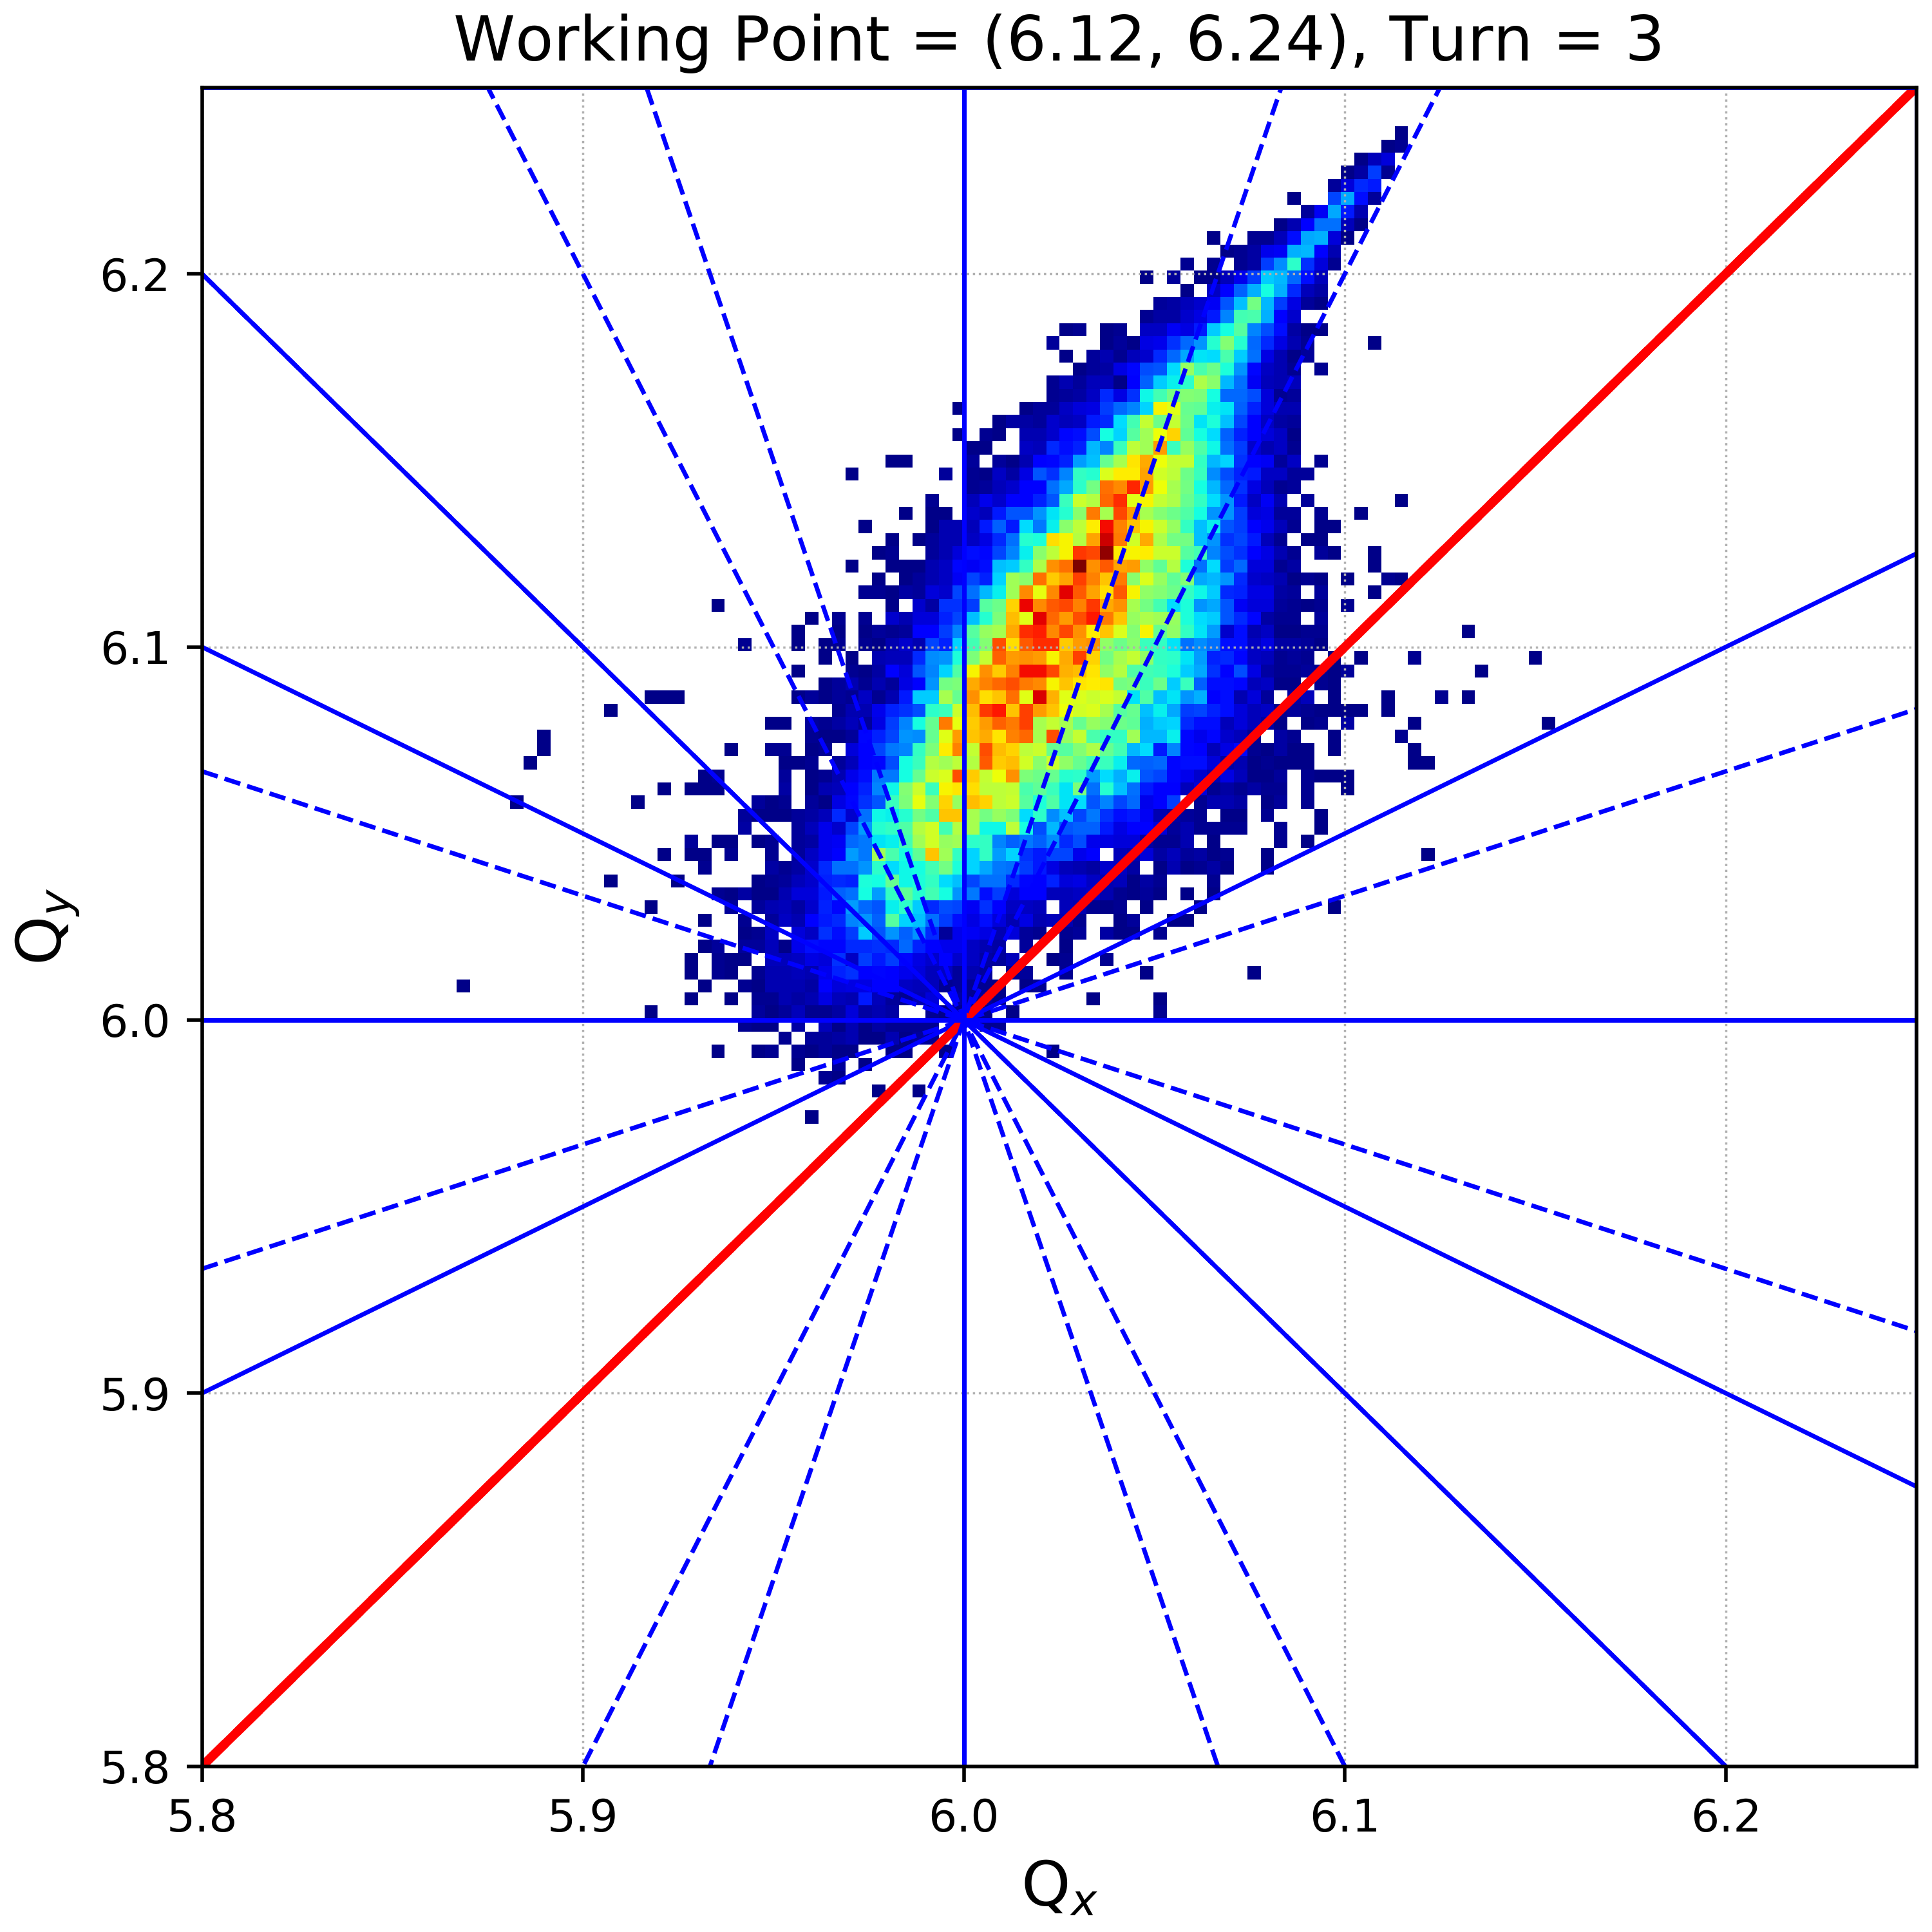 Working Point = (6.12, 6.24), Turn = 3
6.2
6.1
6.0
5.9
5.8
Qy
5.8 5.9 6.0 6.1 6.2
Qx